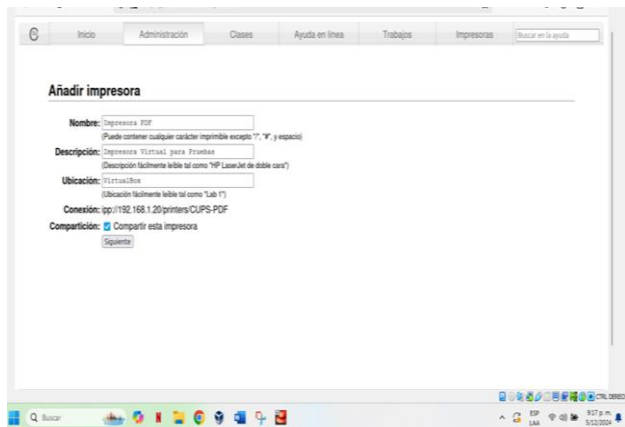 Inicio Administración Clases Ayuda en línea Trabajos Impresoras Buscar en la ayuda
Añadir impresora
Nombre: Impresora PDF
(Puede contener cualquier carácter imprimible excepto "/", "#", y espacio)
Descripción: Impresora Virtual para Pruebas
(Descripción fácilmente leíble tal como "HP LaserJet de doble cara")
Ubicación: VirtualBox
(Ubicación fácilmente leíble tal como "Lab 1")
Conexión: ipp://192.168.1.20/printers/CUPS-PDF
Compartición: Compartir esta impresora
Siguiente
CTRL DERECHO
Buscar
ESP
LAA
9:17 p.m.
5/12/2024